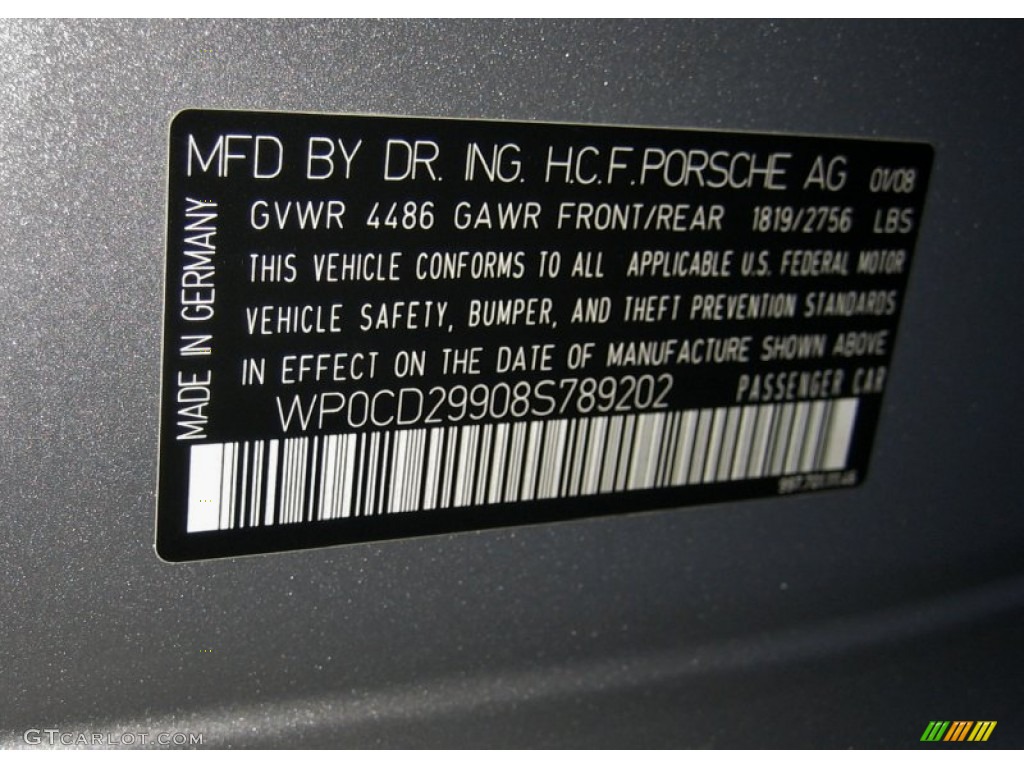 MFD BY DR. ING. H.C.F.PORSCHE AG 01/08
GVWR 4486 GAWR FRONT/REAR 1819/2756 LBS
THIS VEHICLE CONFORMS TO ALL APPLICABLE U.S. FEDERAL MOTOR
VEHICLE SAFETY, BUMPER, AND THEFT PREVENTION STANDARDS
IN EFFECT ON THE DATE OF MANUFACTURE SHOWN ABOVE
WP0CD29908S789202 PASSENGER CAR
MADE IN GERMANY
GTCARLOT.COM